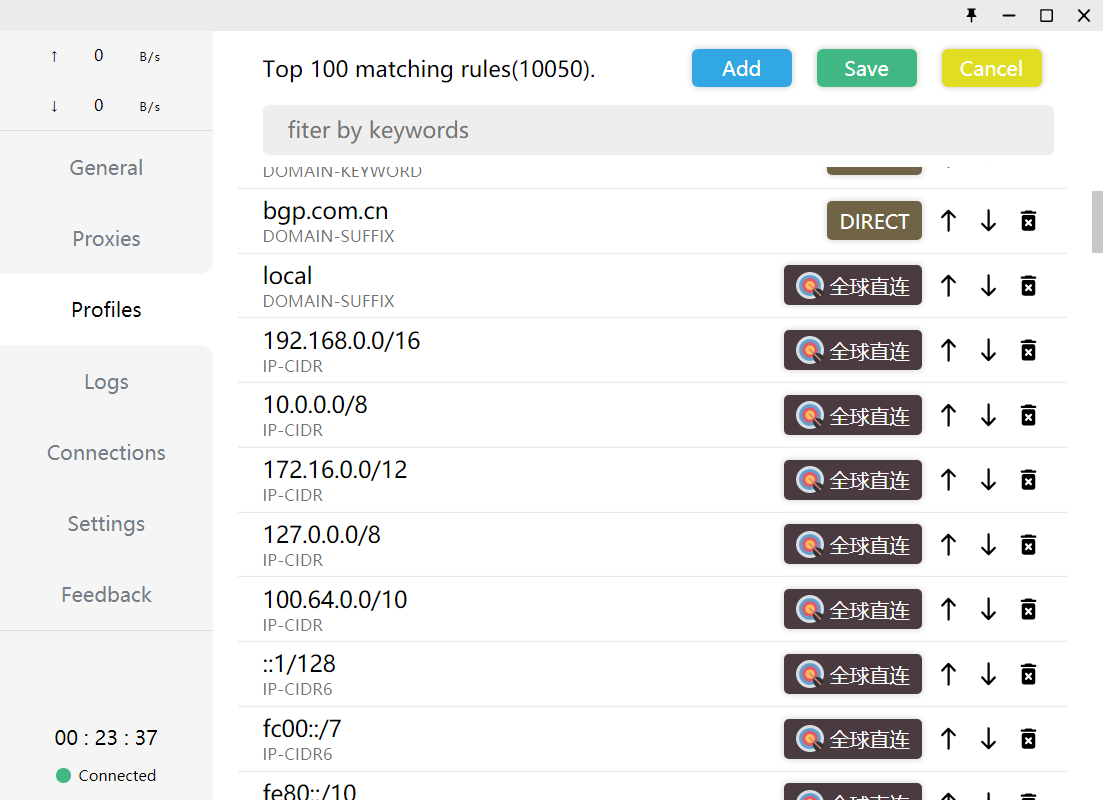 ↑ 0 B/s
↓ 0 B/s
General
Proxies
Profiles
Logs
Connections
Settings
Feedback
00 : 23 : 37
Connected
Top 100 matching rules(10050).
Add
Save
Cancel
fiter by keywords
DOMAIN-KEYWORD
bgp.com.cn
DOMAIN-SUFFIX
DIRECT
local
DOMAIN-SUFFIX
全球直连
192.168.0.0/16
IP-CIDR
全球直连
10.0.0.0/8
IP-CIDR
全球直连
172.16.0.0/12
IP-CIDR
全球直连
127.0.0.0/8
IP-CIDR
全球直连
100.64.0.0/10
IP-CIDR
全球直连
::1/128
IP-CIDR6
全球直连
fc00::/7
IP-CIDR6
全球直连
fe80::/10
全球直连